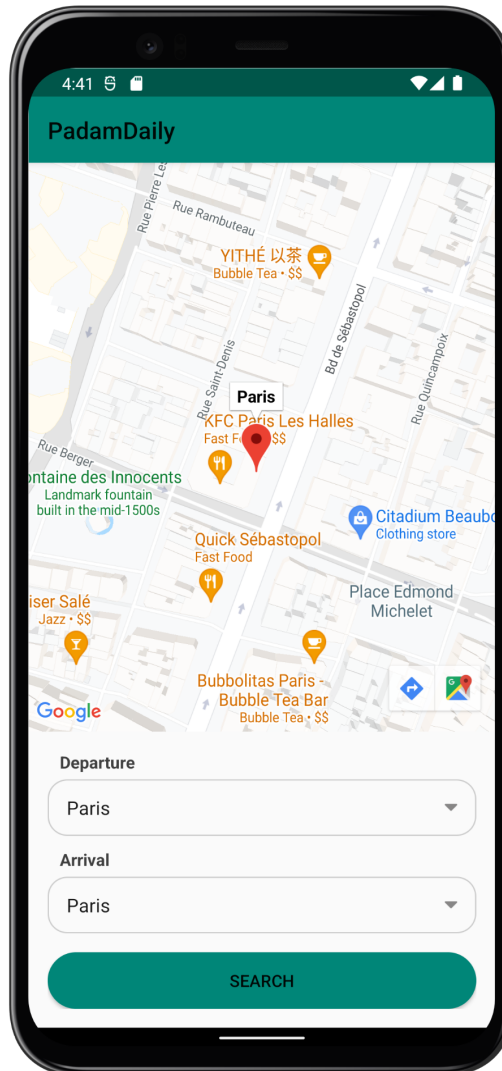 4:41
PadamDaily
Rue Pierre Les
Rue Rambuteau
YITHÉ 以茶
Bubble Tea • $$
Bd de Sébastopol
Rue Saint-Denis
Rue Quincampoix
Paris
KFC Paris Les Halles
Fast $$
Rue Berger
ontaine des Innocents
Landmark fountain
built in the mid-1500s
Citadium Beaubo
Clothing store
Quick Sébastopol
Fast Food
Place Edmond
Michelet
iser Salé
Jazz • $$
Bubbolitas Paris -
Bubble Tea Bar
Bubble Tea • $$
Google
G
Departure
Paris
Arrival
Paris
SEARCH